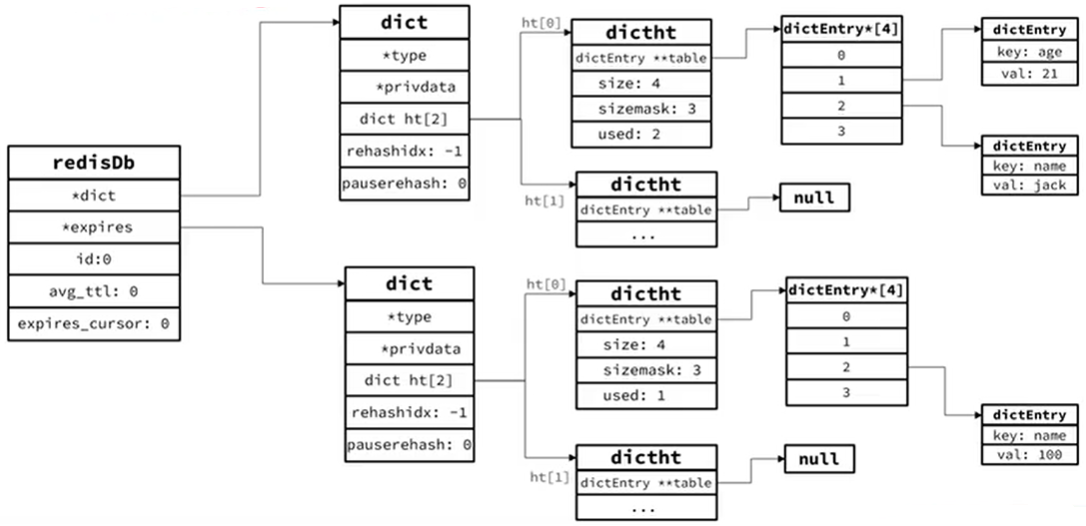 redisDb
*dict
*expires
id:0
avg_ttl: 0
expires_cursor: 0
dict
*type
*privdata
dict ht[2]
rehashidx: -1
pauserehash: 0
ht[0]
dictht
dictEntry **table
size: 4
sizemask: 3
used: 2
dictEntry*[4]
0
1
2
3
dictEntry
key: age
val: 21
dictEntry
key: name
val: jack
ht[1]
dictht
dictEntry **table
...
null
dict
*type
*privdata
dict ht[2]
rehashidx: -1
pauserehash: 0
ht[0]
dictht
dictEntry **table
size: 4
sizemask: 3
used: 1
dictEntry*[4]
0
1
2
3
dictEntry
key: name
val: 100
ht[1]
dictht
dictEntry **table
...
null